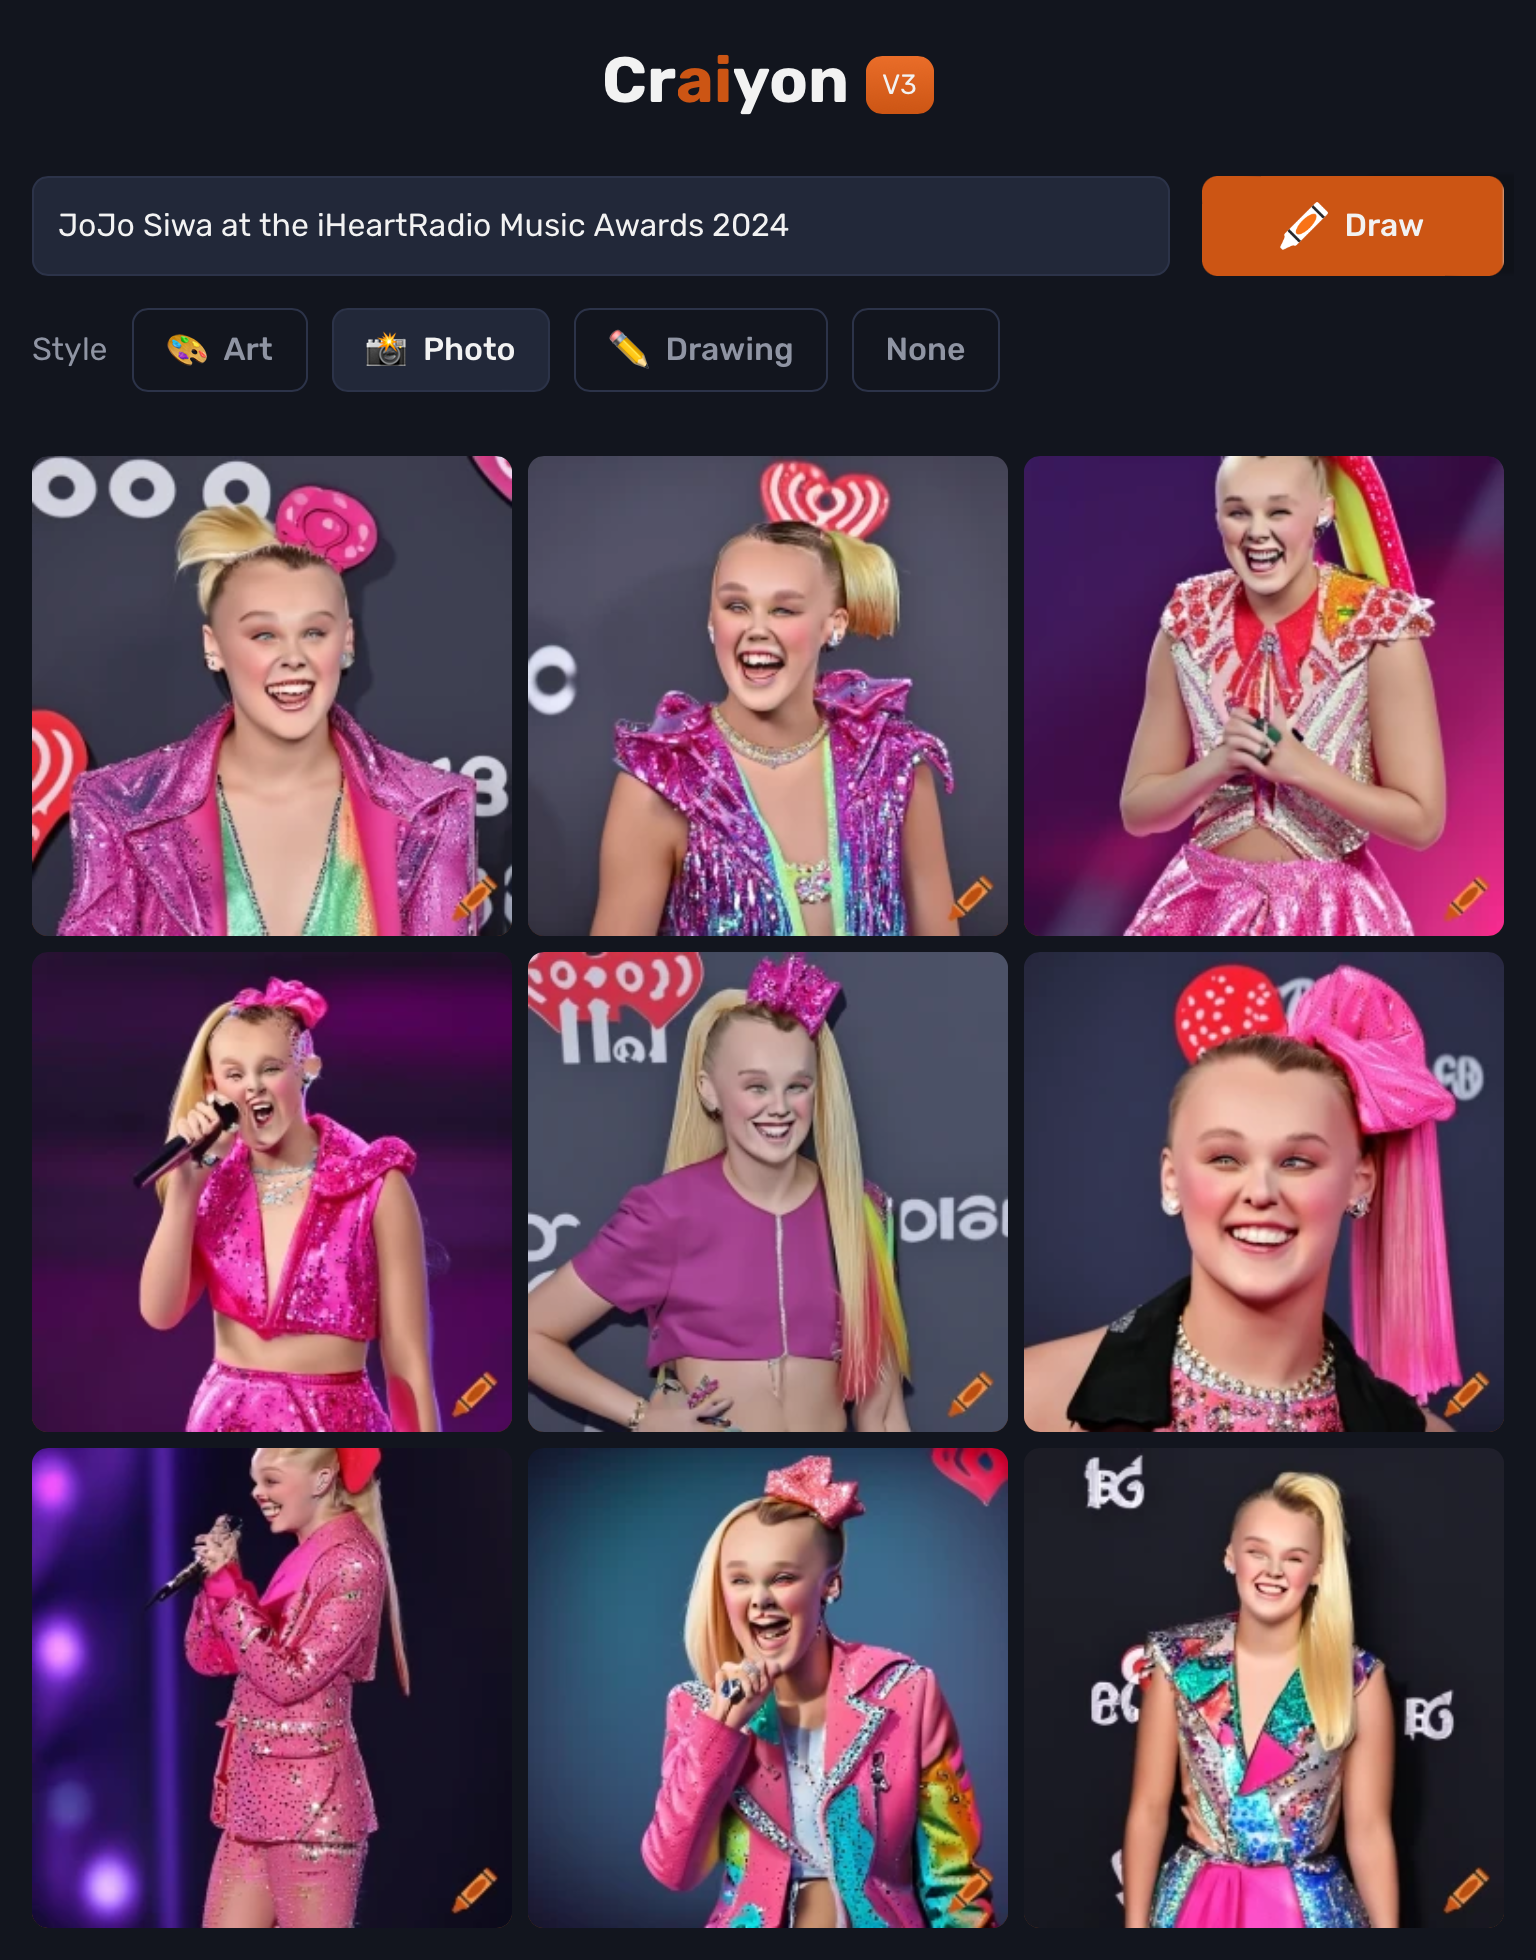 Craiyon V3
JoJo Siwa at the iHeartRadio Music Awards 2024
Draw
Style
Art
Photo
Drawing
None